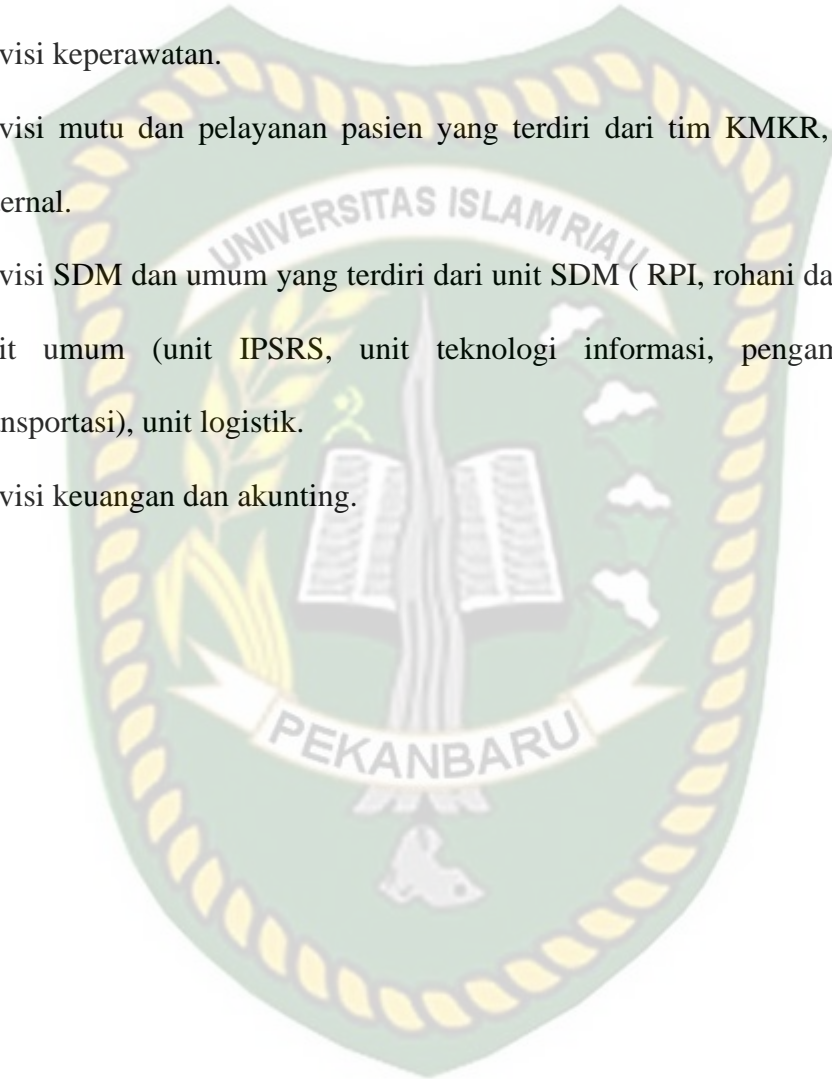 visi keperawatan.
visi mutu dan pelayanan pasien yang terdiri dari tim KMKR,
ernal.
UNIVERSITAS ISLAM RIAU
visi SDM dan umum yang terdiri dari unit SDM ( RPI, rohani da
it umum (unit IPSRS, unit teknologi informasi, pengam
nsportasi), unit logistik.
visi keuangan dan akunting.
PEKANBARU